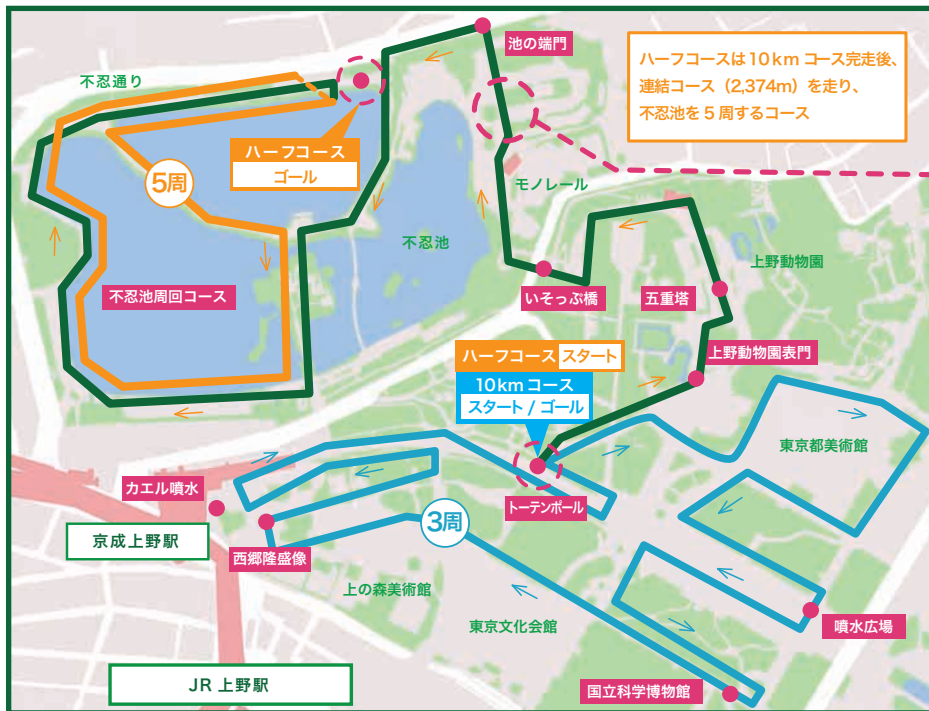 池の端門
ハーフコースは10kmコース完走後、
連結コース（2,374m）を走り、
不忍池を5周するコース
不忍通り
ハーフコース
ゴール
5周
モノレール
不忍池
上野動物園
いそっぷ橋
五重塔
不忍池周回コース
上野動物園表門
ハーフコース スタート
10kmコース
スタート / ゴール
東京都美術館
カエル噴水
トーテンポール
3周
京成上野駅
西郷隆盛像
上の森美術館
東京文化会館
噴水広場
JR 上野駅
国立科学博物館